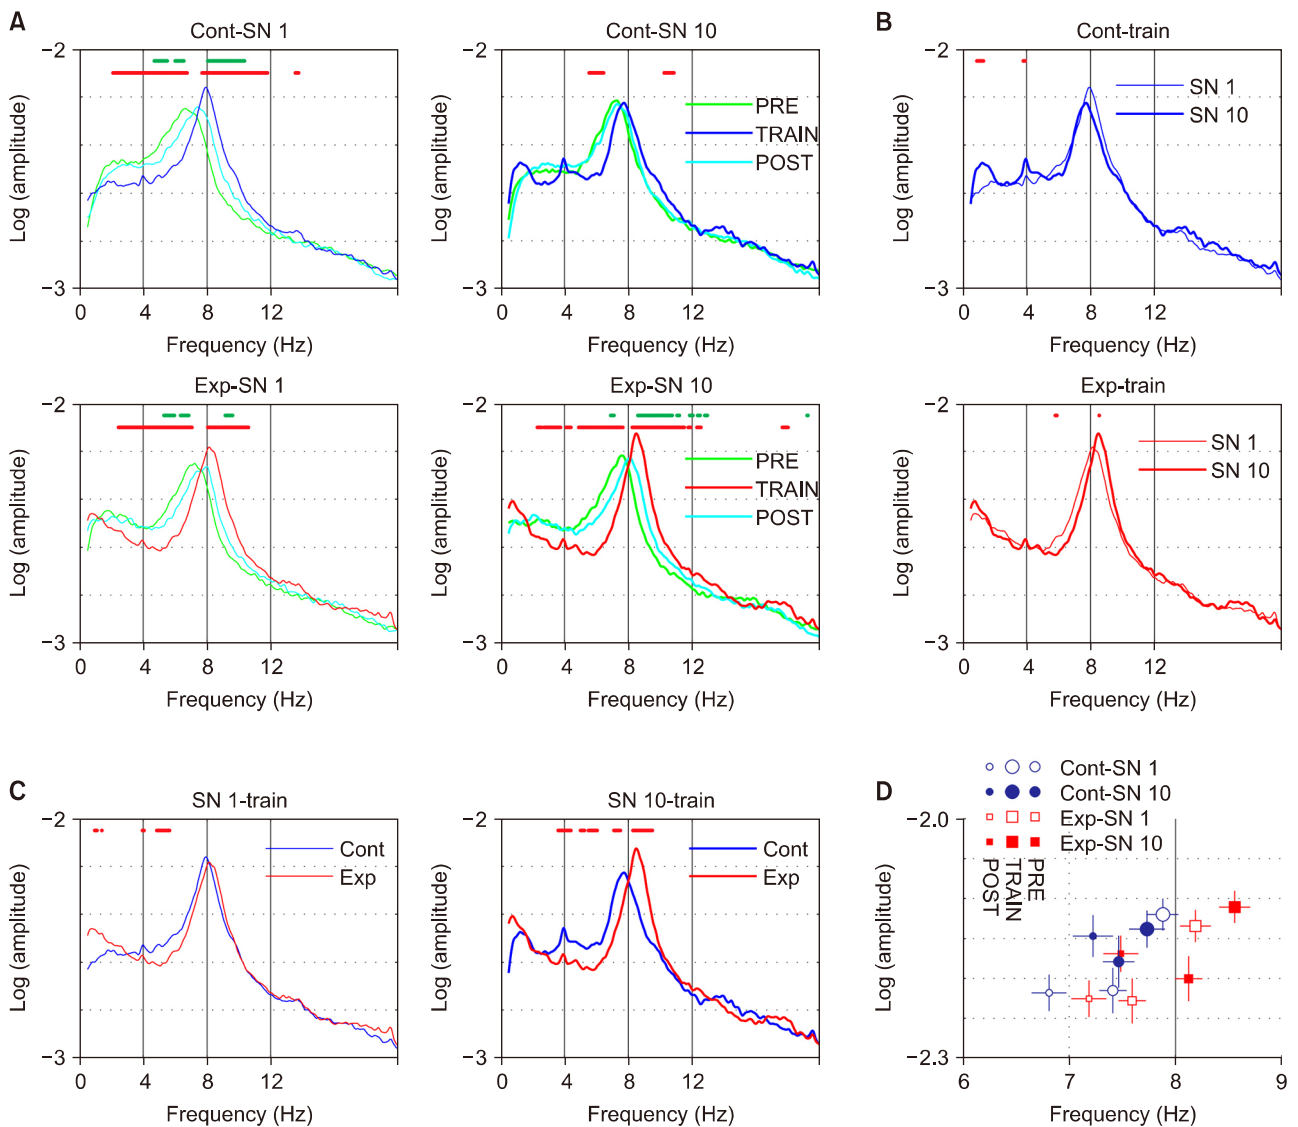 A
Cont-SN 1
−2
−3
Log (amplitude)
0 4 8 12
Frequency (Hz)
Cont-SN 10
−2
−3
Log (amplitude)
PRE
TRAIN
POST
0 4 8 12
Frequency (Hz)
B
Cont-train
−2
−3
Log (amplitude)
SN 1
SN 10
0 4 8 12
Frequency (Hz)
Exp-SN 1
−2
−3
Log (amplitude)
0 4 8 12
Frequency (Hz)
Exp-SN 10
−2
−3
Log (amplitude)
PRE
TRAIN
POST
0 4 8 12
Frequency (Hz)
Exp-train
−2
−3
Log (amplitude)
SN 1
SN 10
0 4 8 12
Frequency (Hz)
C
SN 1-train
−2
−3
Log (amplitude)
Cont
Exp
0 4 8 12
Frequency (Hz)
SN 10-train
−2
−3
Log (amplitude)
Cont
Exp
0 4 8 12
Frequency (Hz)
D
Cont-SN 1
Cont-SN 10
Exp-SN 1
Exp-SN 10
POST
TRAIN
PRE
-2.0
-2.3
Log (amplitude)
6 7 8 9
Frequency (Hz)